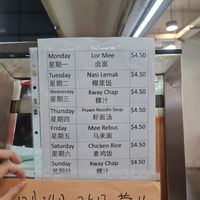 Monday Lor Mee $4.50
星期一 卤面
Tuesday Nasi Lemak $4.50
星期二 椰浆饭
Wednesday Kway Chap $4.50
星期三 粿汁
Thursday Prawn Noodle Soup $4.50
星期四 虾面汤
Friday Mee Rebus $4.50
星期五 马来面
Saturday Chicken Rice $4.50
星期六 素鸡饭
Sunday Kway Chap $4.50
星期日 粿汁